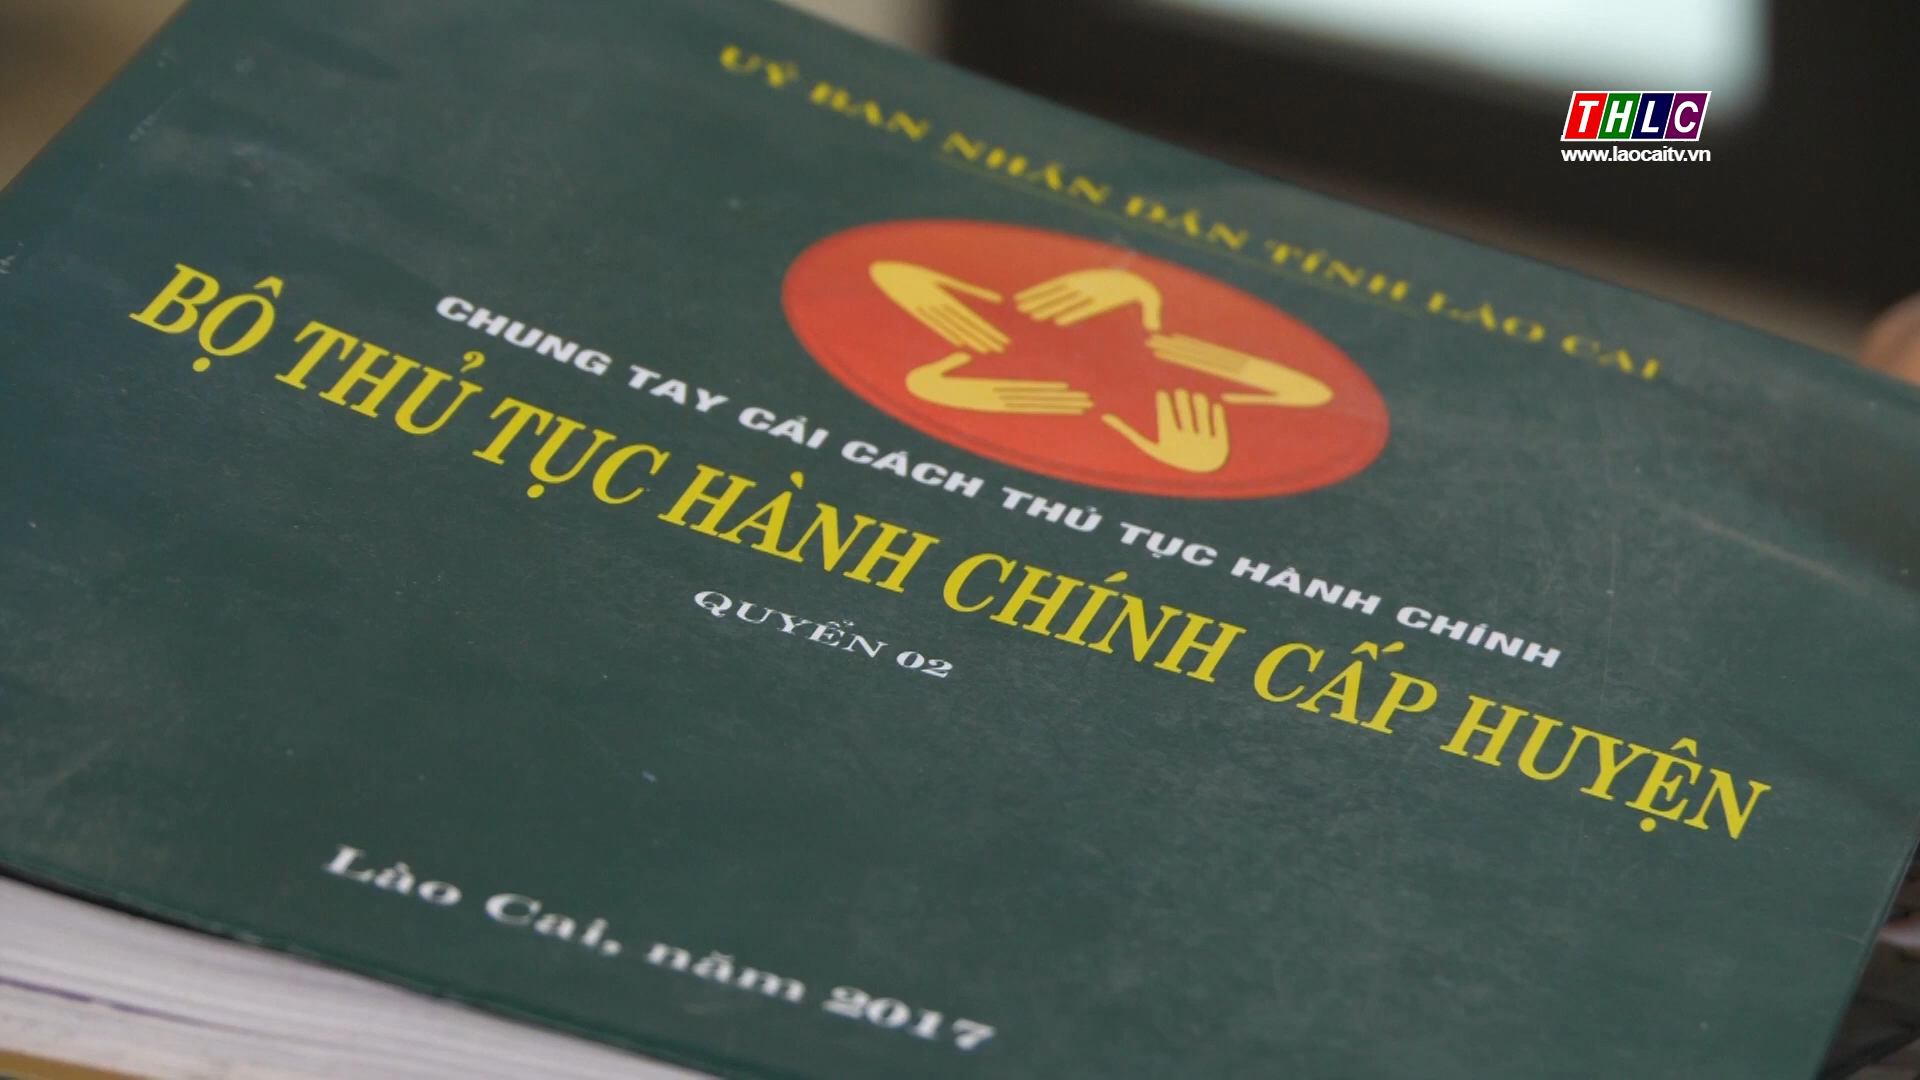 UỶ BAN NHÂN DÂN TỈNH LÀO CAI
THLC
www.laocaitv.vn
CHUNG TAY CẢI CÁCH THỦ TỤC HÀNH CHÍNH
BỘ THỦ TỤC HÀNH CHÍNH CẤP HUYỆN
QUYỂN 02
Lào Cai, năm 2017